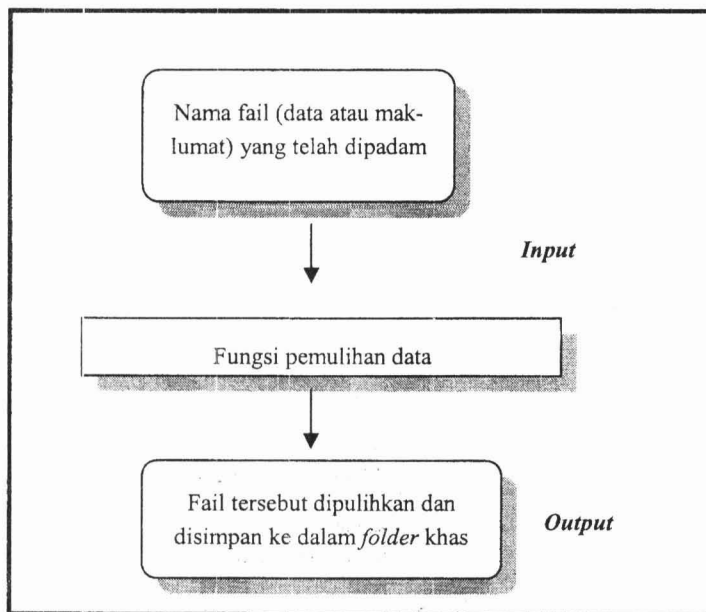 Nama fail (data atau mak-
lumat) yang telah dipadam
Input
Fungsi pemulihan data
Fail tersebut dipulihkan dan
disimpan ke dalam folder khas
Output